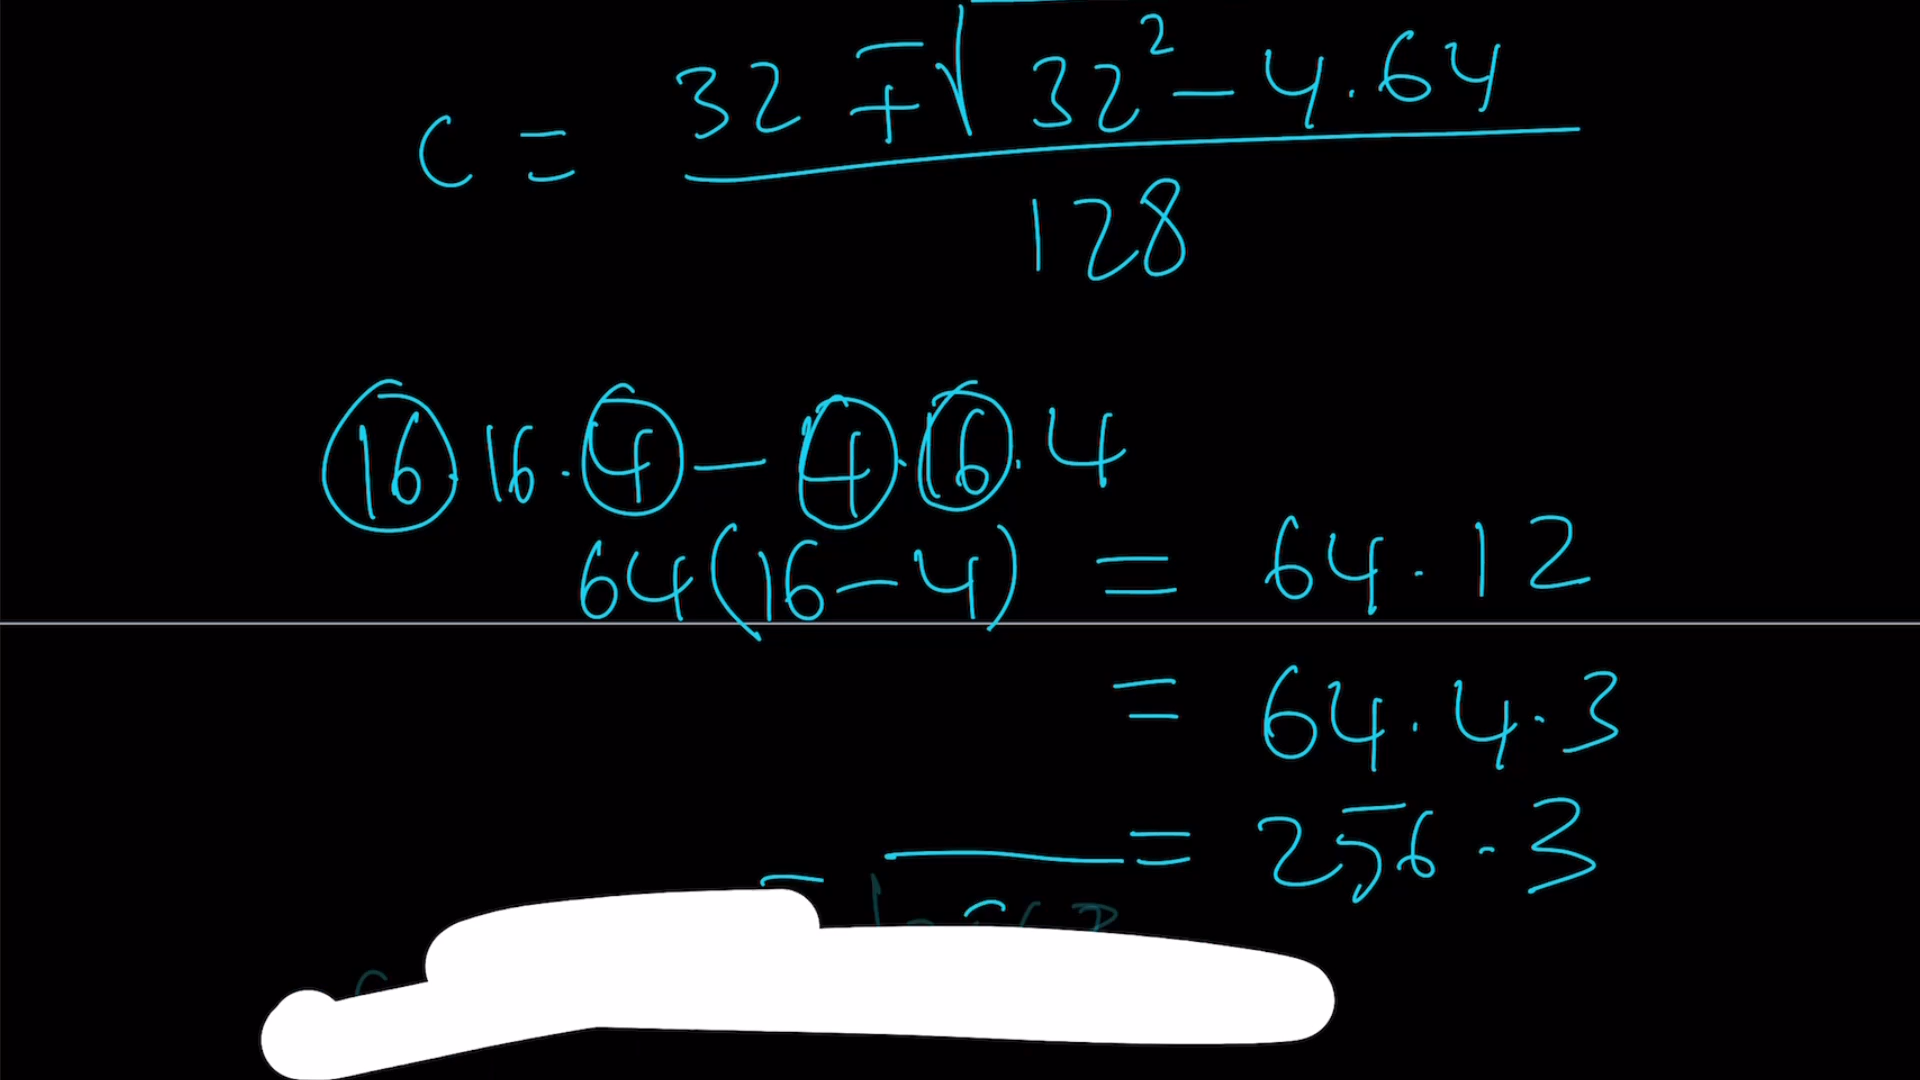 c = 32 ∓ √32² - 4.64
128
16.16.4 - 4.16.4
64(16-4) = 64.12
= 64.4.3
= 256.3